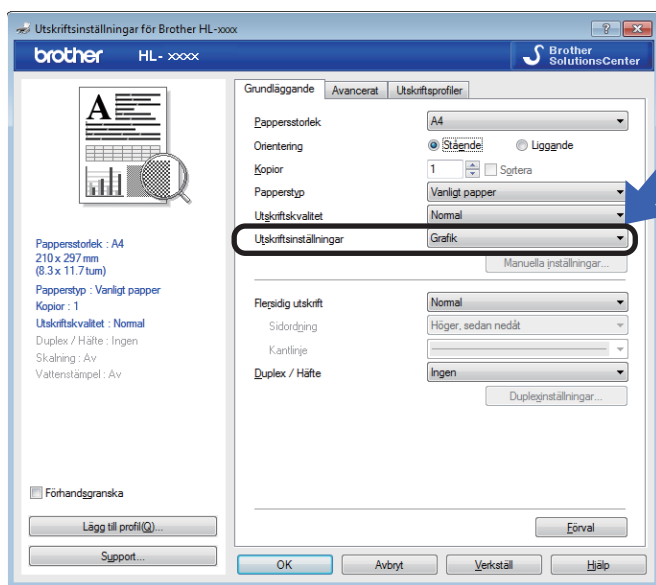 Utskriftsinställningar för Brother HL-xxxx
brother HL- xxxx Brother SolutionsCenter
Grundläggande Avancerat Utskriftsprofiler
Pappersstorlek A4
Orientering Stående Liggande
Kopior 1 Sortera
Papperstyp Vanligt papper
Utskriftskvalitet Normal
Utskriftsinställningar Grafik
Manuella inställningar...
Flersidig utskrift Normal
Sidordning Höger, sedan nedåt
Kantlinje
Duplex / Häfte Ingen
Duplexinställningar...
A
Pappersstorlek : A4
210 x 297 mm
(8.3 x 11.7 tum)
Papperstyp : Vanligt papper
Kopior : 1
Utskriftskvalitet : Normal
Duplex / Häfte : Ingen
Skalning : Av
Vattenstämpel : Av
Förhandsgranska
Lägg till profil(Q)...
Support...
Förval
OK Avbryt Verkställ Hjälp